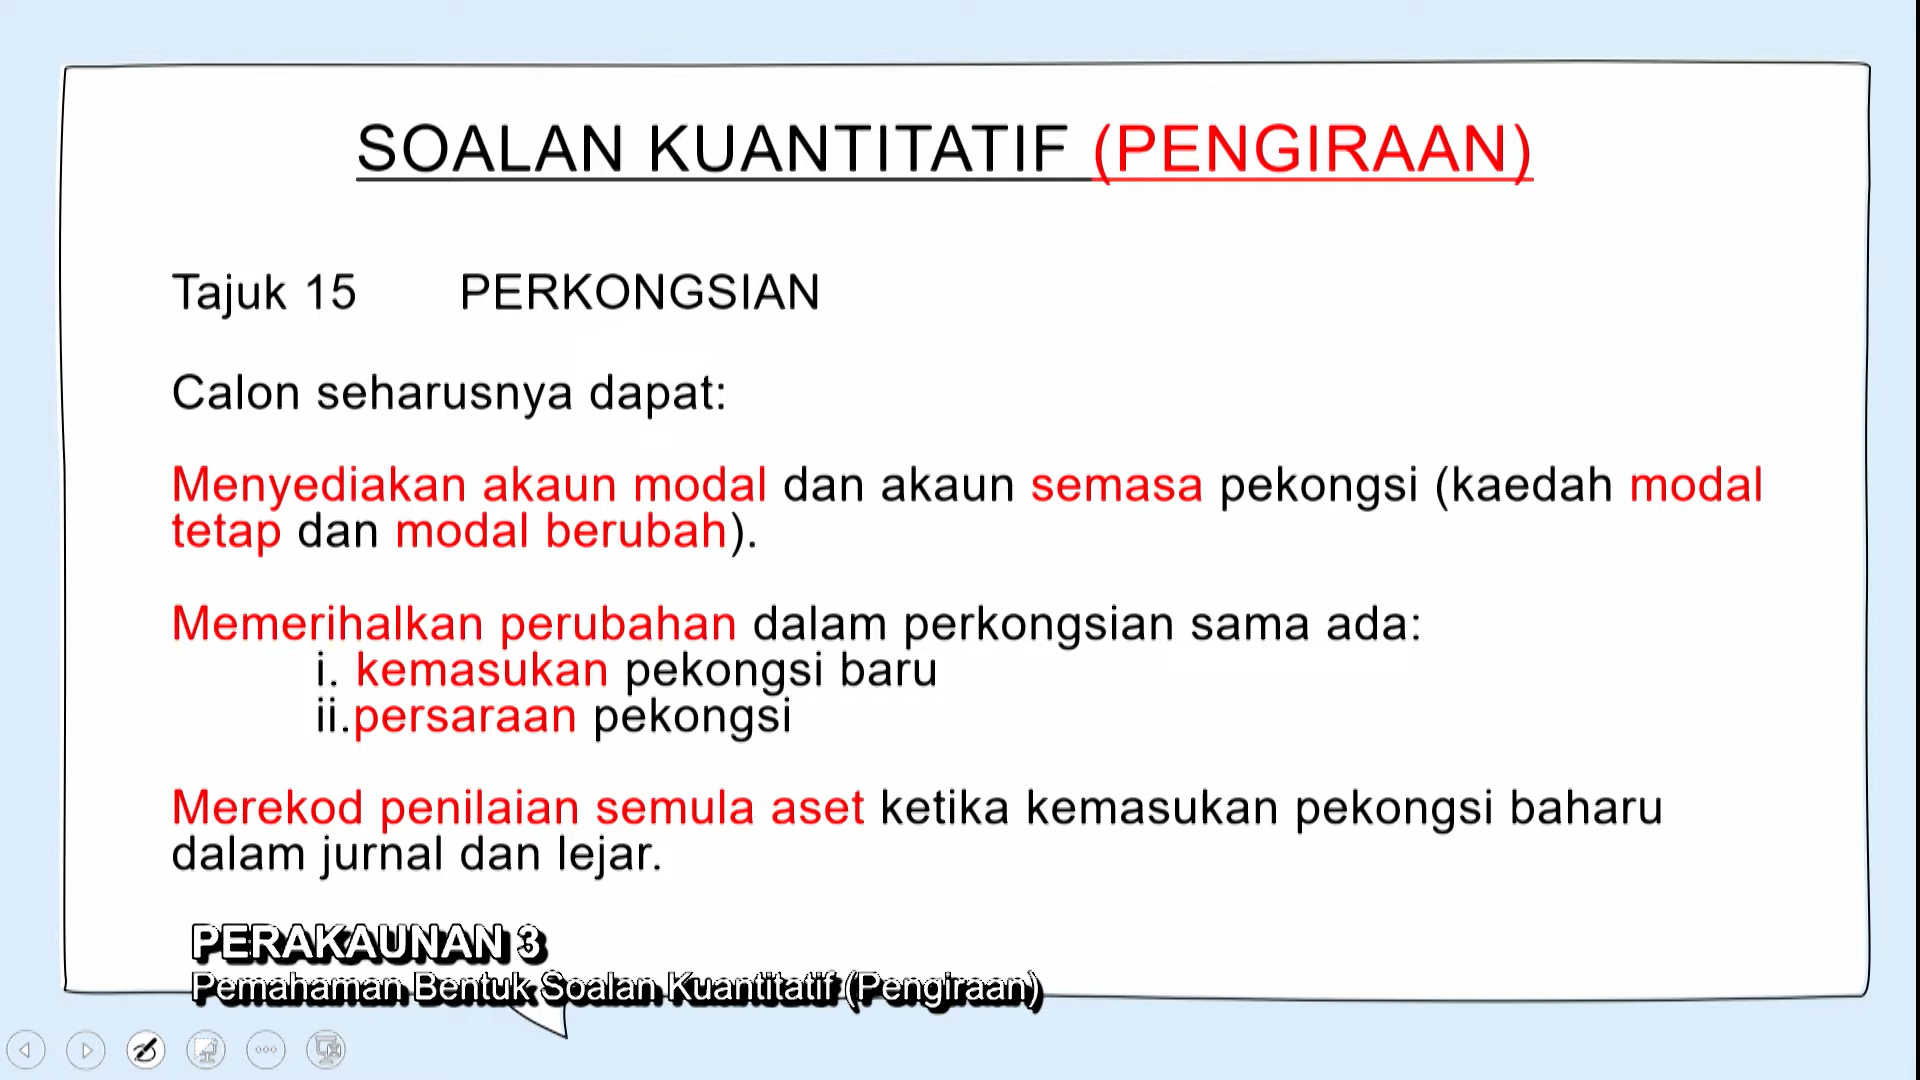 SOALAN KUANTITATIF (PENGIRAAN)
Tajuk 15 PERKONGSIAN
Calon seharusnya dapat:
Menyediakan akaun modal dan akaun semasa pekongsi (kaedah modal
tetap dan modal berubah).
Memerihalkan perubahan dalam perkongsian sama ada:
i. kemasukan pekongsi baru
ii.persaraan pekongsi
Merekod penilaian semula aset ketika kemasukan pekongsi baharu
dalam jurnal dan lejar.
PERAKAUNAN 3
Pemahaman Bentuk Soalan Kuantitatif (Pengiraan)